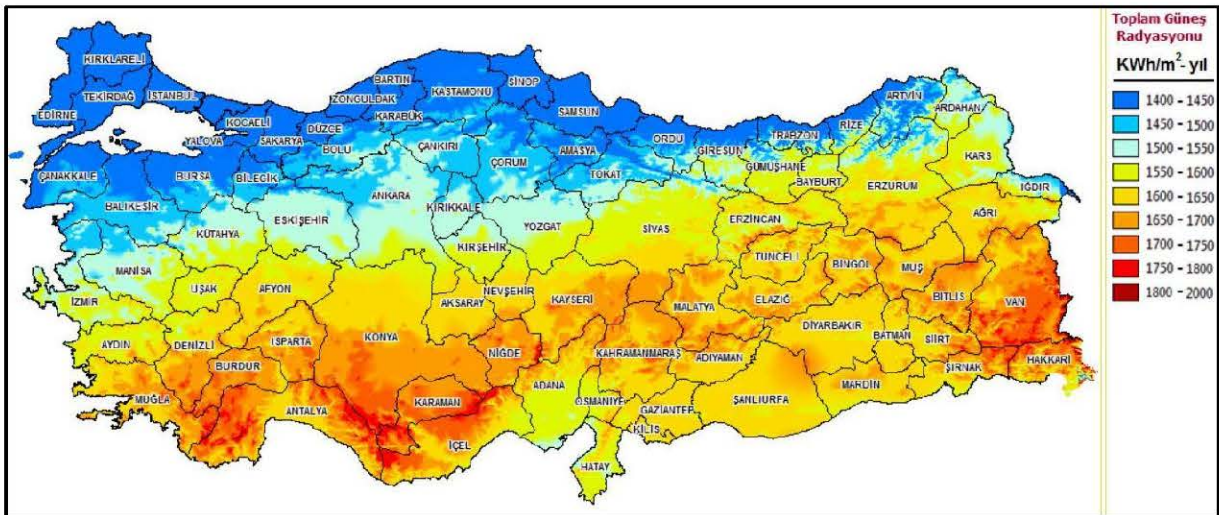 Toplam Güneş
Radyasyonu
KWh/m²- yıl
1400 - 1450
1450 - 1500
1500 - 1550
1550 - 1600
1600 - 1650
1650 - 1700
1700 - 1750
1750 - 1800
1800 - 2000
KIRKLARELİ
TEKİRDAĞ
İSTANBUL
EDİRNE
KOCAELİ
YALOVA
SAKARYA
DÜZCE
ZONGULDAK
BARTIN
KARABÜK
KASTAMONU
SİNOP
SAMSUN
BOLU
ÇANKIRI
ÇORUM
AMASYA
ORDU
GİRESUN
TRABZON
RİZE
ARTVİN
ARDAHAN
ÇANAKKALE
BURSA
BİLECİK
BALIKESİR
ANKARA
KIRIKKALE
TOKAT
GÜMÜŞHANE
BAYBURT
ERZURUM
KARS
IĞDIR
KÜTAHYA
ESKİŞEHİR
KIRŞEHİR
YOZGAT
SİVAS
ERZİNCAN
AĞRI
MANİSA
UŞAK
AFYON
İZMİR
AKSARAY
NEVŞEHİR
KAYSERİ
MALATYA
TUNCELİ
ELAZIĞ
BİNGÖL
MUŞ
BİTLİS
VAN
AYDIN
DENİZLİ
ISPARTA
BURDUR
KONYA
NİĞDE
KAHRAMANMARAŞ
ADIYAMAN
DİYARBAKIR
BATMAN
SİİRT
ŞIRNAK
HAKKARİ
MUĞLA
ANTALYA
KARAMAN
İÇEL
ADANA
OSMANİYE
GAZİANTEP
KİLİS
ŞANLIURFA
MARDİN
HATAY